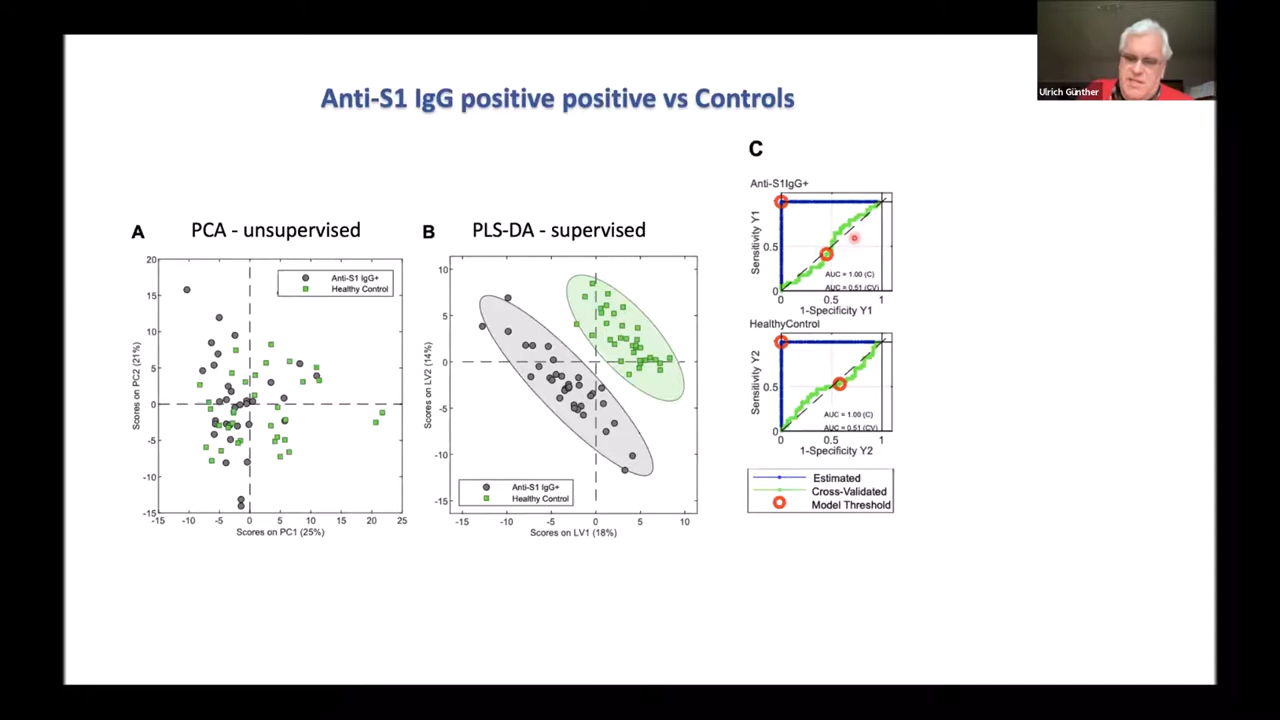 Ulrich Günther
Anti-S1 IgG positive positive vs Controls
A
PCA - unsupervised
Anti-S1 IgG+
Healthy Control
Scores on PC2 (21%)
20
15
10
5
0
-5
-10
-15
-15
-10
-5
0
5
10
15
20
25
Scores on PC1 (25%)
B
PLS-DA - supervised
Scores on LV2 (14%)
10
5
0
-5
-10
-15
Anti-S1 IgG+
Healthy Control
-15
-10
-5
0
5
10
Scores on LV1 (18%)
C
Anti-S1IgG+
Sensitivity Y1
0.5
0
AUC = 1.00 (C)
AUC = 0.51 (CV)
0
0.5
1
1-Specificity Y1
HealthyControl
Sensitivity Y2
0.5
0
AUC = 1.00 (C)
AUC = 0.51 (CV)
0
0.5
1
1-Specificity Y2
Estimated
Cross-Validated
Model Threshold